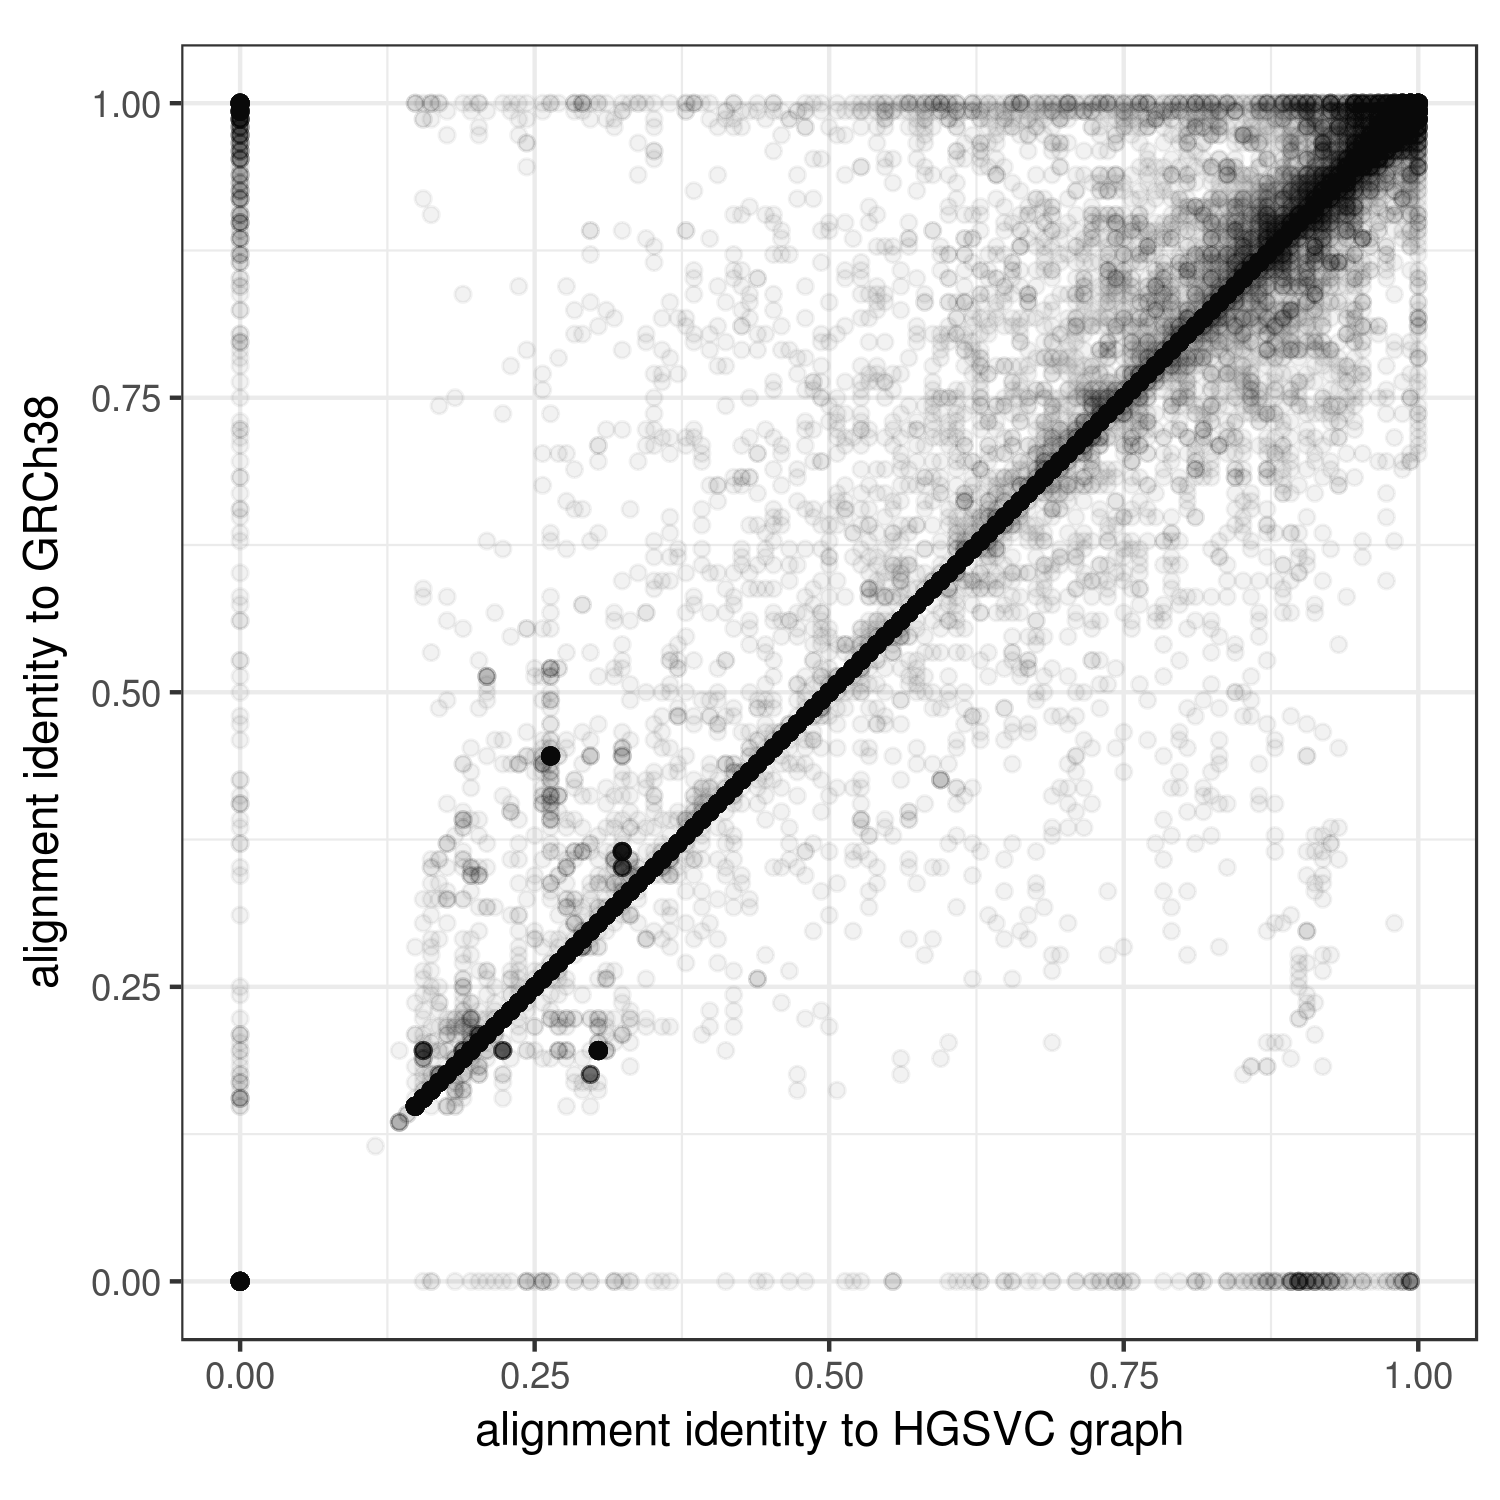 alignment identity to GRCh38
1.00
0.75
0.50
0.25
0.00
0.00 0.25 0.50 0.75 1.00
alignment identity to HGSVC graph